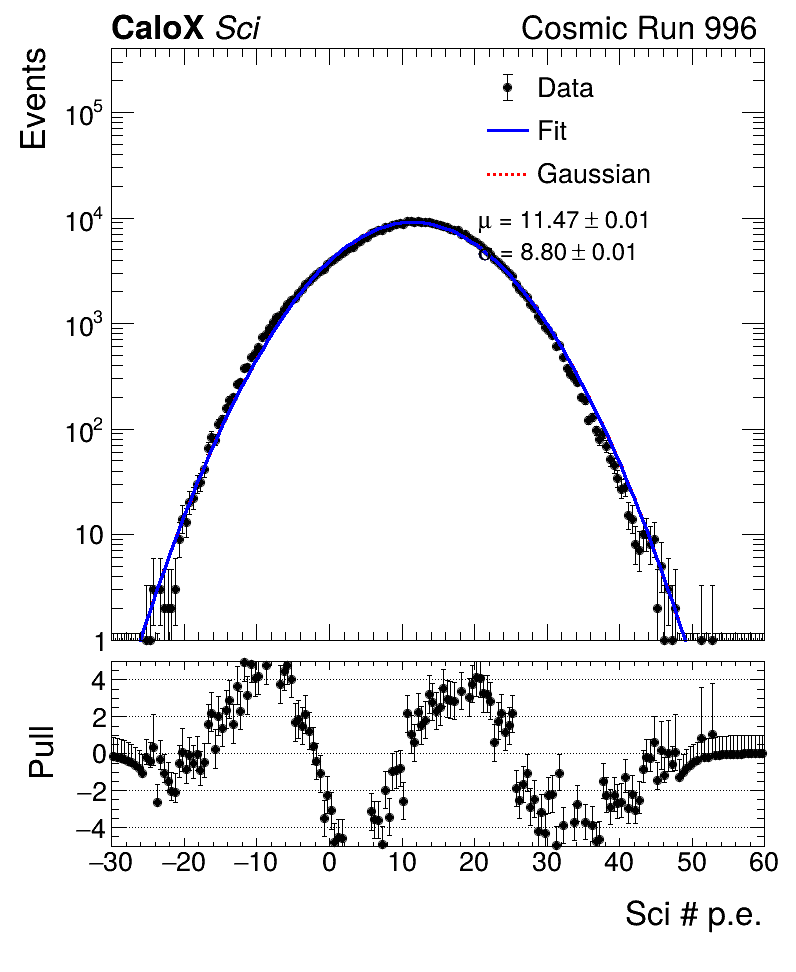 CaloX Sci Cosmic Run 996
Events
Data
Fit
Gaussian
μ = 11.47 ± 0.01
σ = 8.80 ± 0.01
10⁵
10⁴
10³
10²
10
1
Pull
4
2
0
−2
−4
−30 −20 −10 0 10 20 30 40 50 60
Sci # p.e.